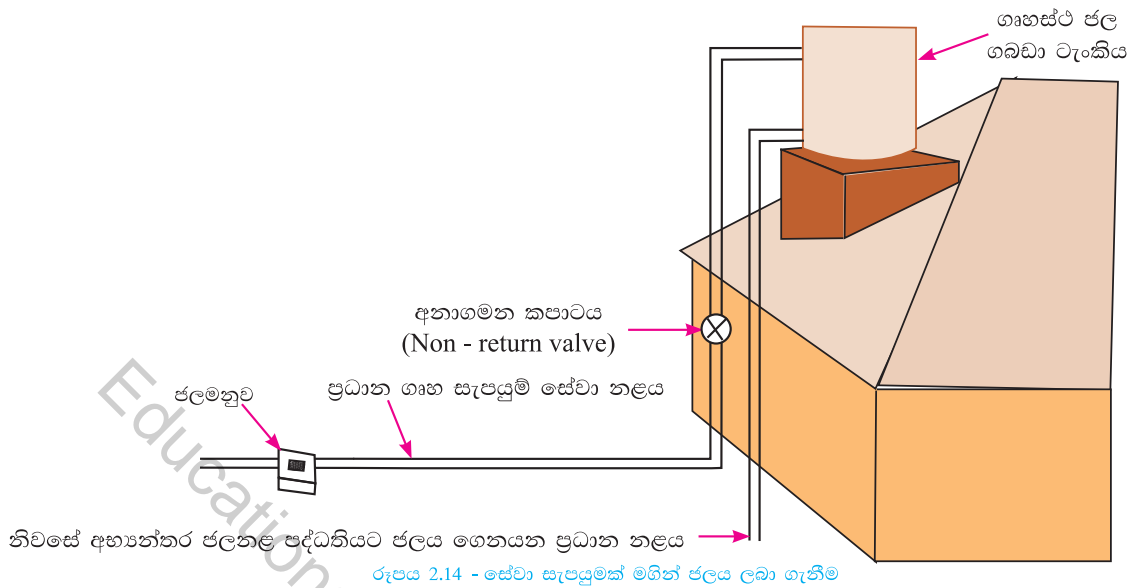 ගෘහස්ථ ජල
ගබඩා ටැංකිය
අනාගමන කපාටය
(Non - return valve)
ජලමනුව
ප්‍රධාන ගෘහ සැපයුම් සේවා නළය
නිවසේ අභ්‍යන්තර ජලනළ පද්ධතියට ජලය ගෙනයන ප්‍රධාන නළය
රූපය 2.14 - සේවා සැපයුමක් මගින් ජලය ලබා ගැනීම
Education